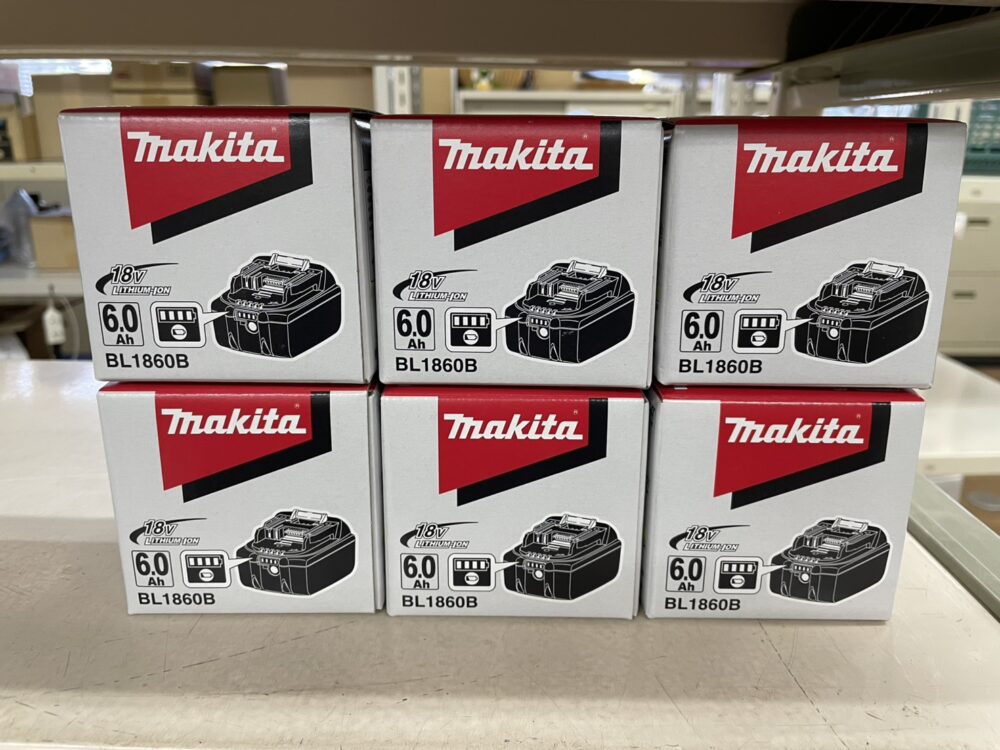 makita
18V
LITHIUM-ION
6.0
Ah
BL1860B
makita
18V
LITHIUM-ION
6.0
Ah
BL1860B
makita
18V
LITHIUM-ION
6.0
Ah
BL1860B
makita
18V
LITHIUM-ION
6.0
Ah
BL1860B
makita
18V
LITHIUM-ION
6.0
Ah
BL1860B
makita
18V
LITHIUM-ION
6.0
Ah
BL1860B